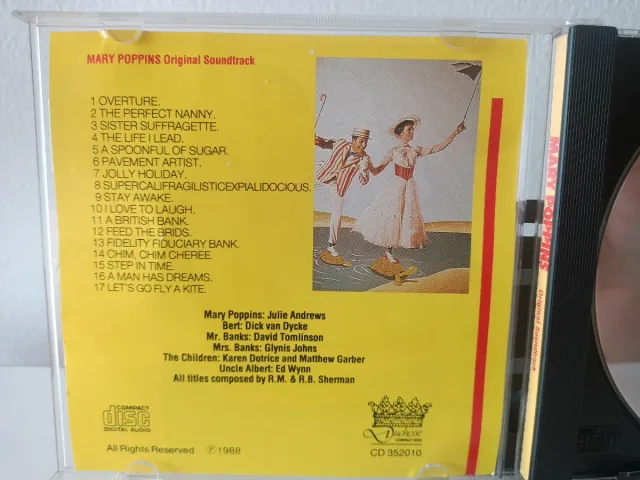 MARY POPPINS Original Soundtrack
1 OVERTURE.
2 THE PERFECT NANNY.
3 SISTER SUFFRAGETTE.
4 THE LIFE I LEAD.
5 A SPOONFUL OF SUGAR.
6 PAVEMENT ARTIST.
7 JOLLY HOLIDAY.
8 SUPERCALIFRAGILISTICEXPIALIDOCIOUS.
9 STAY AWAKE.
10 I LOVE TO LAUGH.
11 A BRITISH BANK.
12 FEED THE BRIDS.
13 FIDELITY FIDUCIARY BANK.
14 CHIM, CHIM CHEREE.
15 STEP IN TIME.
16 A MAN HAS DREAMS.
17 LET'S GO FLY A KITE.
Mary Poppins: Julie Andrews
Bert: Dick van Dycke
Mr. Banks: David Tomlinson
Mrs. Banks: Glynis Johns
The Children: Karen Dotrice and Matthew Garber
Uncle Albert: Ed Wynn
All titles composed by R.M. & R.B. Sherman
COMPACT
disc
DIGITAL AUDIO
All Rights Reserved ℗ 1988
Duchesse
COMPACT DISC
CD 352010
MARY POPPINS Original Soundtrack